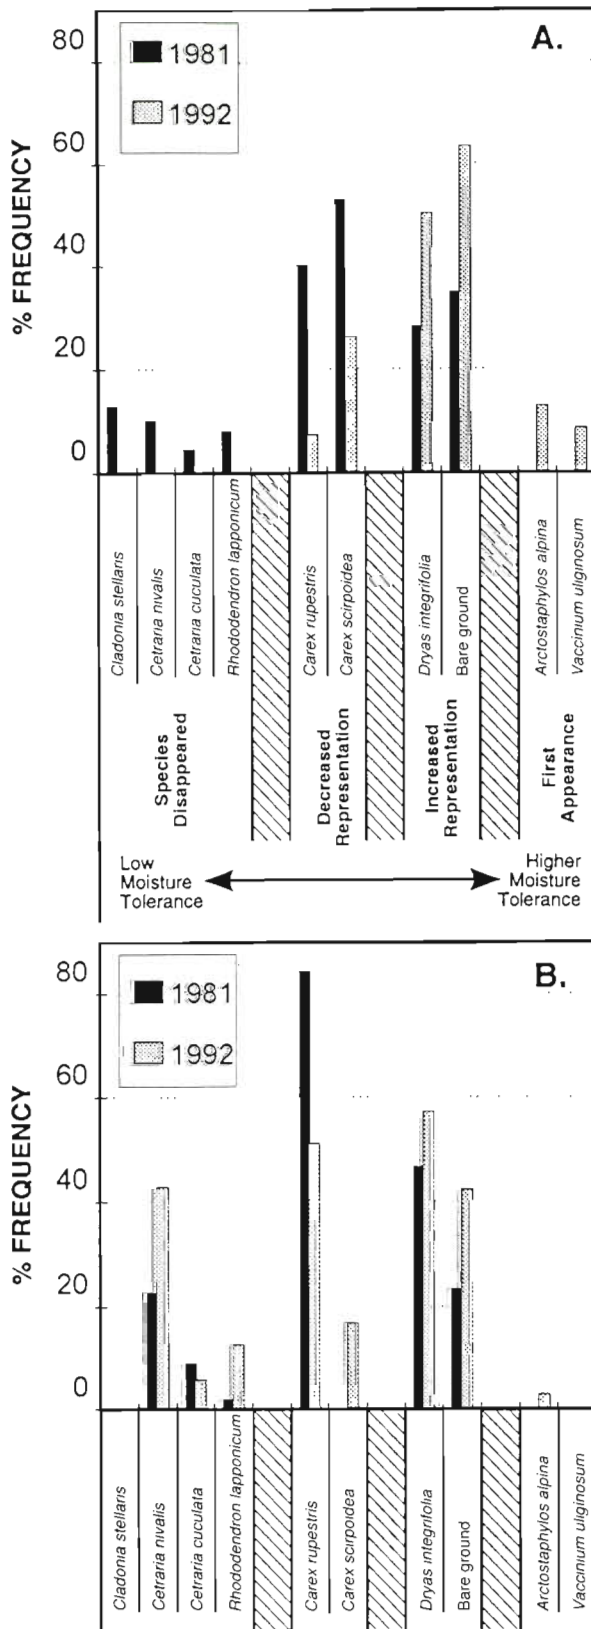 A.
1981
1992
% FREQUENCY
80
60
40
20
0
Cladonia stellaris
Cetraria nivalis
Cetraria cuculata
Rhododendron lapponicum
Carex rupestris
Carex scirpoidea
Dryas integrifolia
Bare ground
Arctostaphylos alpina
Vaccinium uliginosum
Species
Disappeared
Decreased
Representation
Increased
Representation
First
Appearance
Low
Moisture
Tolerance
Higher
Moisture
Tolerance
B.
1981
1992
% FREQUENCY
80
60
40
20
0
Cladonia stellaris
Cetraria nivalis
Cetraria cuculata
Rhododendron lapponicum
Carex rupestris
Carex scirpoidea
Dryas integrifolia
Bare ground
Arctostaphylos alpina
Vaccinium uliginosum